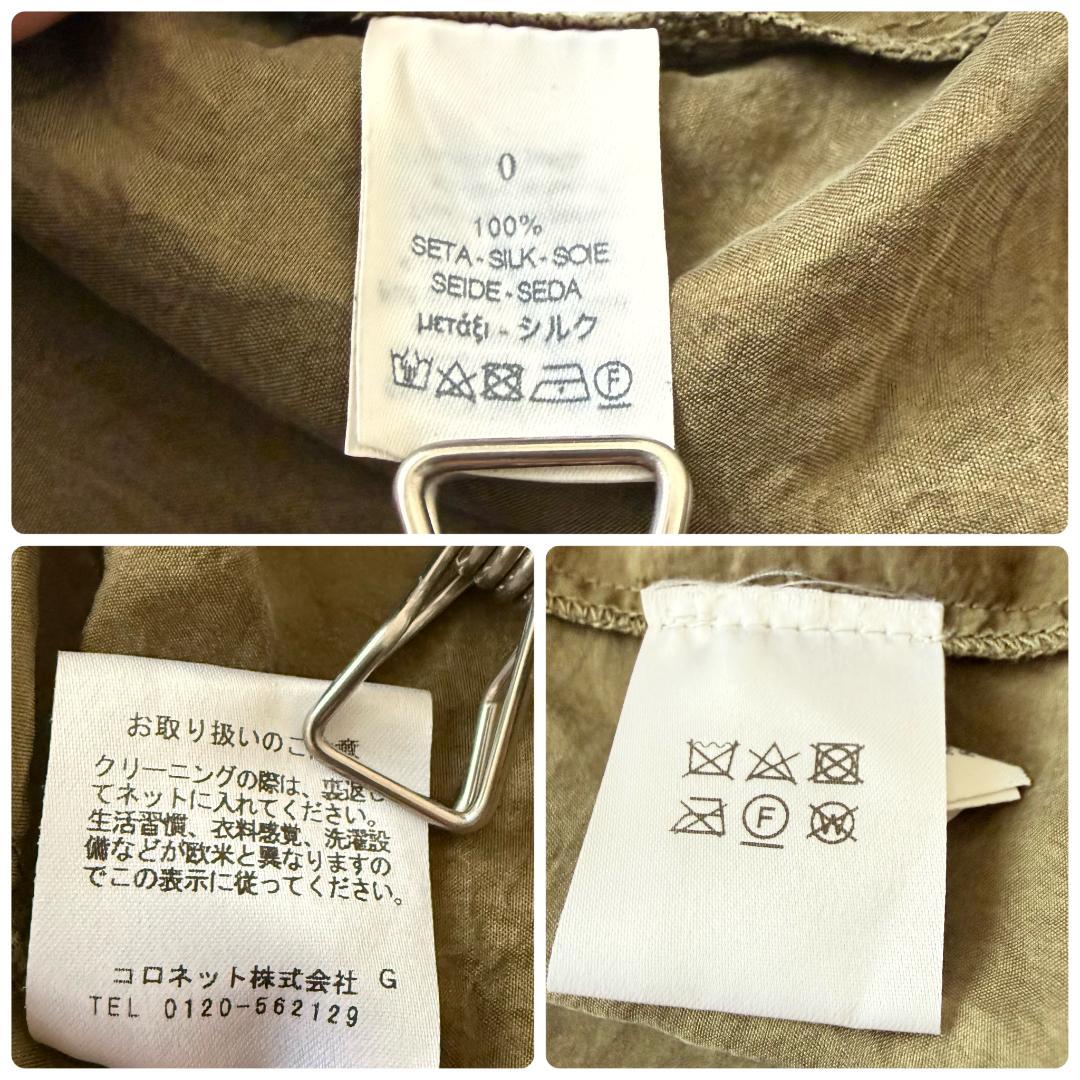 0
100%
SETA-SILK-SOIE
SEIDE-SEDA
μετάξι - シルク
F
お取り扱いのご 意
クリーニングの際は、裏返し
てネットに入れてください。
生活習慣、衣料感覚、洗濯設
備などが欧米と異なりますの
でこの表示に従ってください。
コロネット株式会社 G
TEL 0120-562129
F W